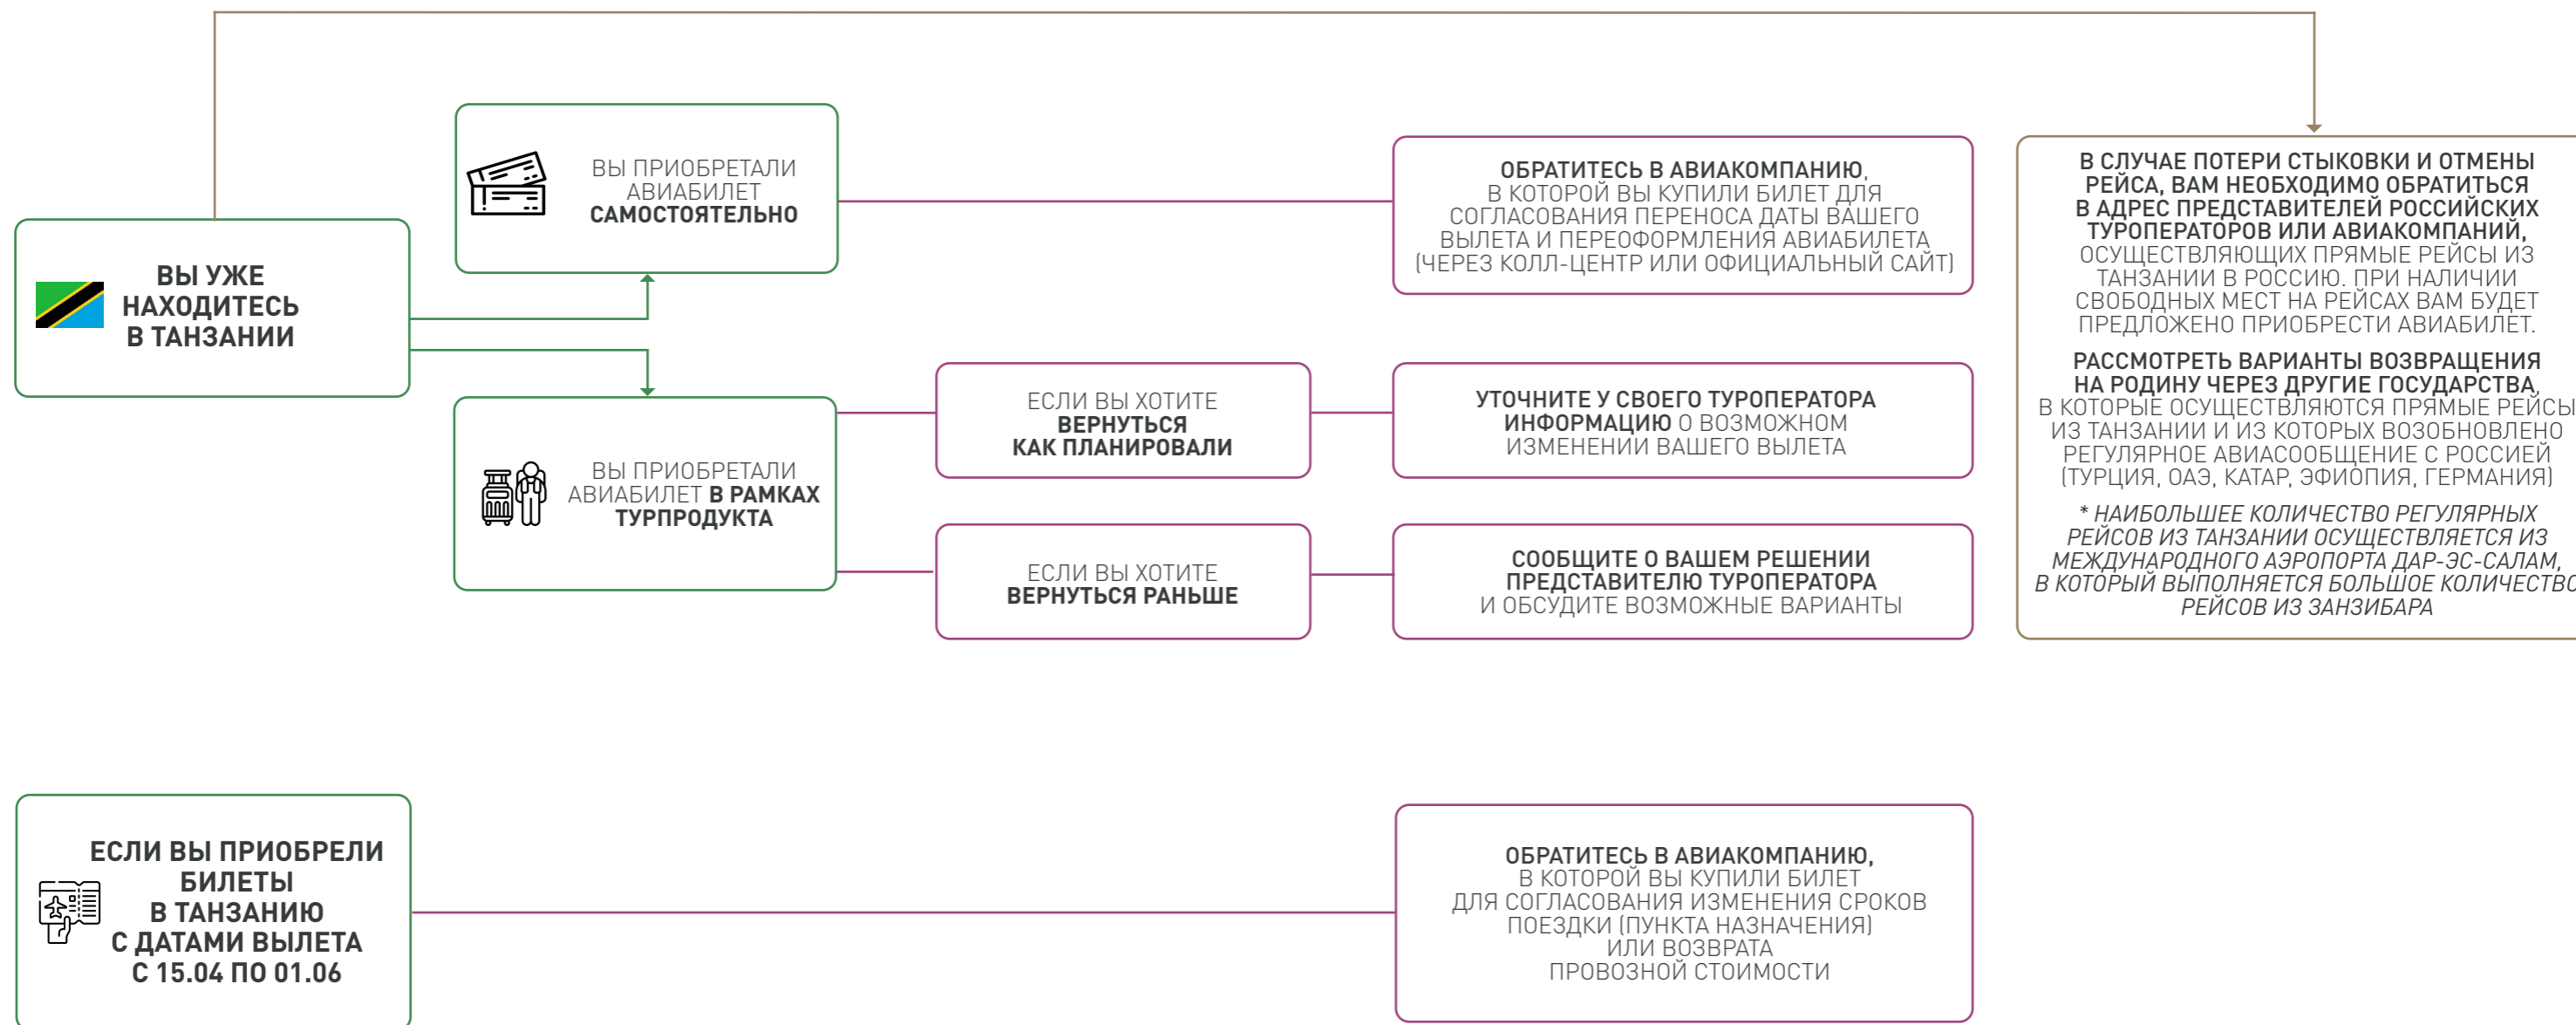 ВЫ УЖЕ
НАХОДИТЕСЬ
В ТАНЗАНИИ
ВЫ ПРИОБРЕТАЛИ
АВИАБИЛЕТ
САМОСТОЯТЕЛЬНО
ОБРАТИТЕСЬ В АВИАКОМПАНИЮ,
В КОТОРОЙ ВЫ КУПИЛИ БИЛЕТ ДЛЯ
СОГЛАСОВАНИЯ ПЕРЕНОСА ДАТЫ ВАШЕГО
ВЫЛЕТА И ПЕРЕОФОРМЛЕНИЯ АВИАБИЛЕТА
(ЧЕРЕЗ КОЛЛ-ЦЕНТР ИЛИ ОФИЦИАЛЬНЫЙ САЙТ)
ВЫ ПРИОБРЕТАЛИ
АВИАБИЛЕТ В РАМКАХ
ТУРПРОДУКТА
ЕСЛИ ВЫ ХОТИТЕ
ВЕРНУТЬСЯ
КАК ПЛАНИРОВАЛИ
УТОЧНИТЕ У СВОЕГО ТУРОПЕРАТОРА
ИНФОРМАЦИЮ О ВОЗМОЖНОМ
ИЗМЕНЕНИИ ВАШЕГО ВЫЛЕТА
ЕСЛИ ВЫ ХОТИТЕ
ВЕРНУТЬСЯ РАНЬШЕ
СООБЩИТЕ О ВАШЕМ РЕШЕНИИ
ПРЕДСТАВИТЕЛЮ ТУРОПЕРАТОРА
И ОБСУДИТЕ ВОЗМОЖНЫЕ ВАРИАНТЫ
В СЛУЧАЕ ПОТЕРИ СТЫКОВКИ И ОТМЕНЫ
РЕЙСА, ВАМ НЕОБХОДИМО ОБРАТИТЬСЯ
В АДРЕС ПРЕДСТАВИТЕЛЕЙ РОССИЙСКИХ
ТУРОПЕРАТОРОВ ИЛИ АВИАКОМПАНИЙ,
ОСУЩЕСТВЛЯЮЩИХ ПРЯМЫЕ РЕЙСЫ ИЗ
ТАНЗАНИИ В РОССИЮ. ПРИ НАЛИЧИИ
СВОБОДНЫХ МЕСТ НА РЕЙСАХ ВАМ БУДЕТ
ПРЕДЛОЖЕНО ПРИОБРЕСТИ АВИАБИЛЕТ.
РАССМОТРЕТЬ ВАРИАНТЫ ВОЗВРАЩЕНИЯ
НА РОДИНУ ЧЕРЕЗ ДРУГИЕ ГОСУДАРСТВА,
В КОТОРЫЕ ОСУЩЕСТВЛЯЮТСЯ ПРЯМЫЕ РЕЙСЫ
ИЗ ТАНЗАНИИ И ИЗ КОТОРЫХ ВОЗОБНОВЛЕНО
РЕГУЛЯРНОЕ АВИАСООБЩЕНИЕ С РОССИЕЙ
(ТУРЦИЯ, ОАЭ, КАТАР, ЭФИОПИЯ, ГЕРМАНИЯ)
* НАИБОЛЬШЕЕ КОЛИЧЕСТВО РЕГУЛЯРНЫХ
РЕЙСОВ ИЗ ТАНЗАНИИ ОСУЩЕСТВЛЯЕТСЯ ИЗ
МЕЖДУНАРОДНОГО АЭРОПОРТА ДАР-ЭС-САЛАМ,
В КОТОРЫЙ ВЫПОЛНЯЕТСЯ БОЛЬШОЕ КОЛИЧЕСТВО
РЕЙСОВ ИЗ ЗАНЗИБАРА
ЕСЛИ ВЫ ПРИОБРЕЛИ
БИЛЕТЫ
В ТАНЗАНИЮ
С ДАТАМИ ВЫЛЕТА
С 15.04 ПО 01.06
ОБРАТИТЕСЬ В АВИАКОМПАНИЮ,
В КОТОРОЙ ВЫ КУПИЛИ БИЛЕТ
ДЛЯ СОГЛАСОВАНИЯ ИЗМЕНЕНИЯ СРОКОВ
ПОЕЗДКИ (ПУНКТА НАЗНАЧЕНИЯ)
ИЛИ ВОЗВРАТА
ПРОВОЗНОЙ СТОИМОСТИ